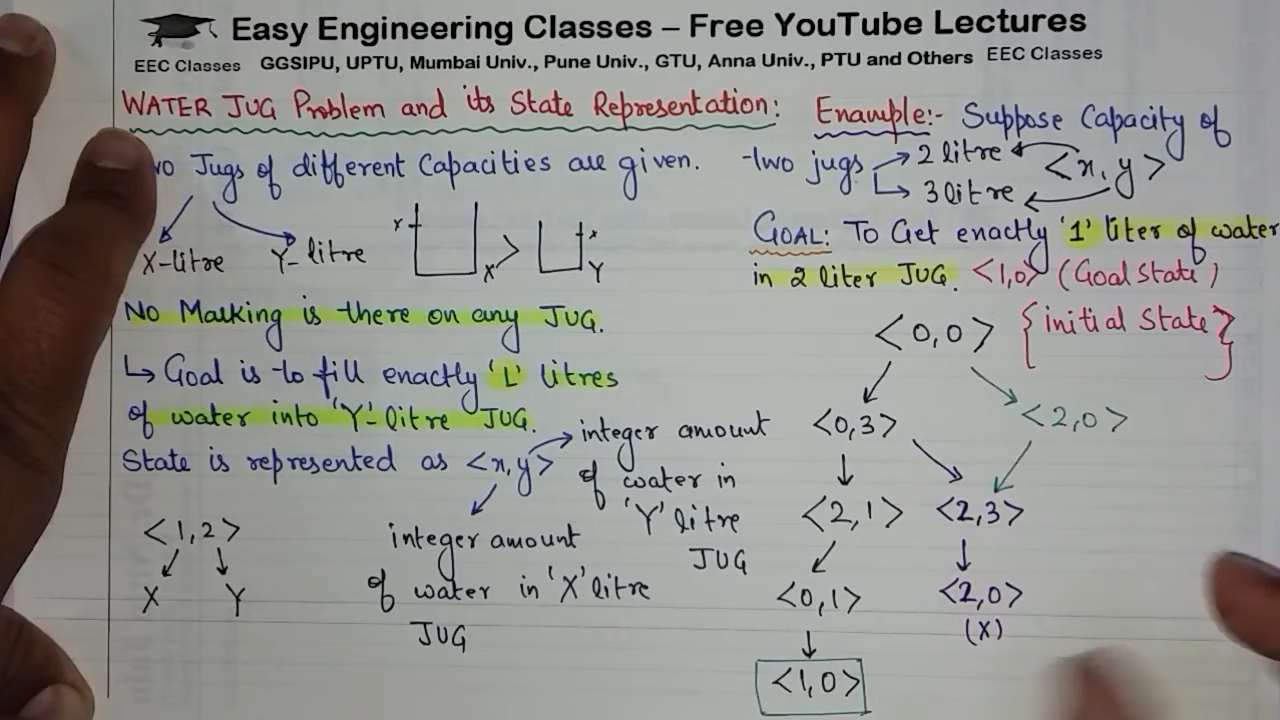 Easy Engineering Classes – Free YouTube Lectures
EEC Classes GGSIPU, UPTU, Mumbai Univ., Pune Univ., GTU, Anna Univ., PTU and Others EEC Classes
WATER JUG Problem and its State Representation:
Jugs of different Capacities are given.
X-litre
Y-litre
X > Y
No Marking is there on any JUG.
↳ Goal is to fill exactly 'L' litres
of water into 'Y'-litre JUG.
State is represented as <x,y>
integer amount
of water in
'Y' litre
JUG
<1,2>
X Y
integer amount
of water in 'X' litre
JUG
Example:- Suppose Capacity of
two jugs → 2 litre <x,y>
→ 3 litre
GOAL: To Get exactly '1' liter of water
in 2 liter JUG. <1,0> (Goal State)
<0,0> {initial State}
<0,3> <2,0>
<2,1> <2,3>
<0,1> <2,0>
(X)
<1,0>